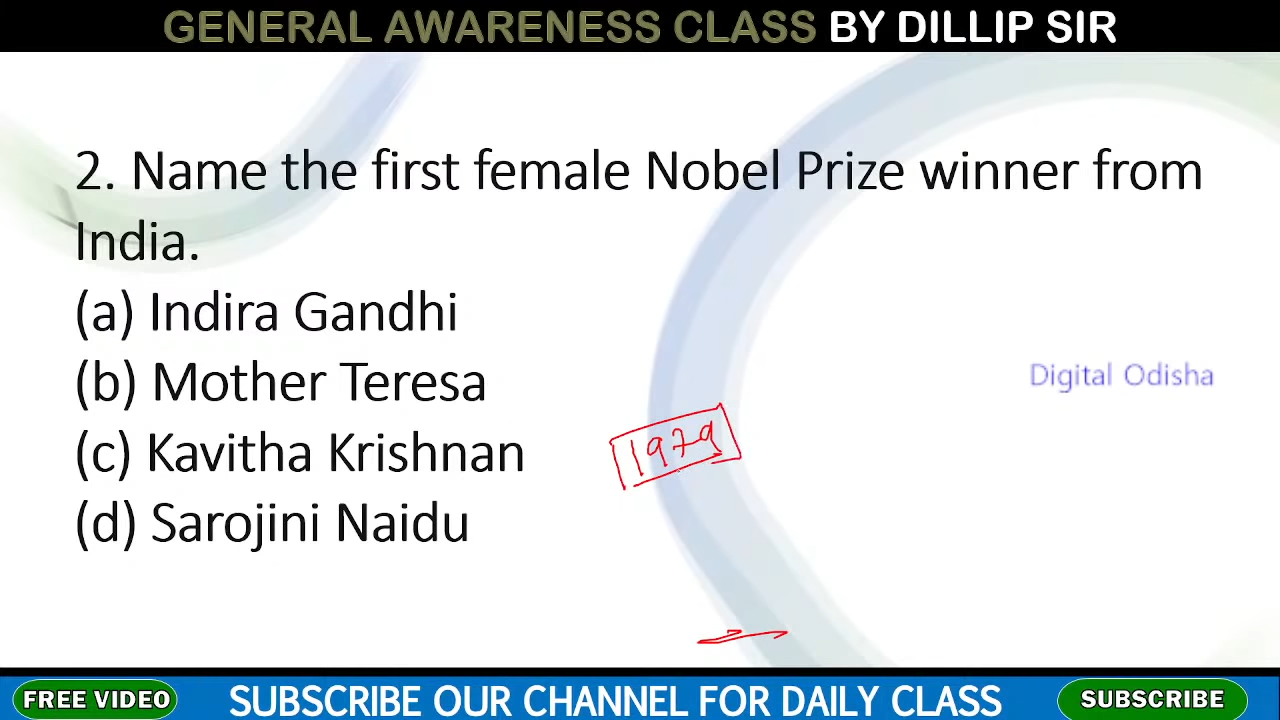 GENERAL AWARENESS CLASS BY DILLIP SIR
2. Name the first female Nobel Prize winner from
India.
(a) Indira Gandhi
(b) Mother Teresa
(c) Kavitha Krishnan
(d) Sarojini Naidu
Digital Odisha
1979
FREE VIDEO
SUBSCRIBE OUR CHANNEL FOR DAILY CLASS
SUBSCRIBE